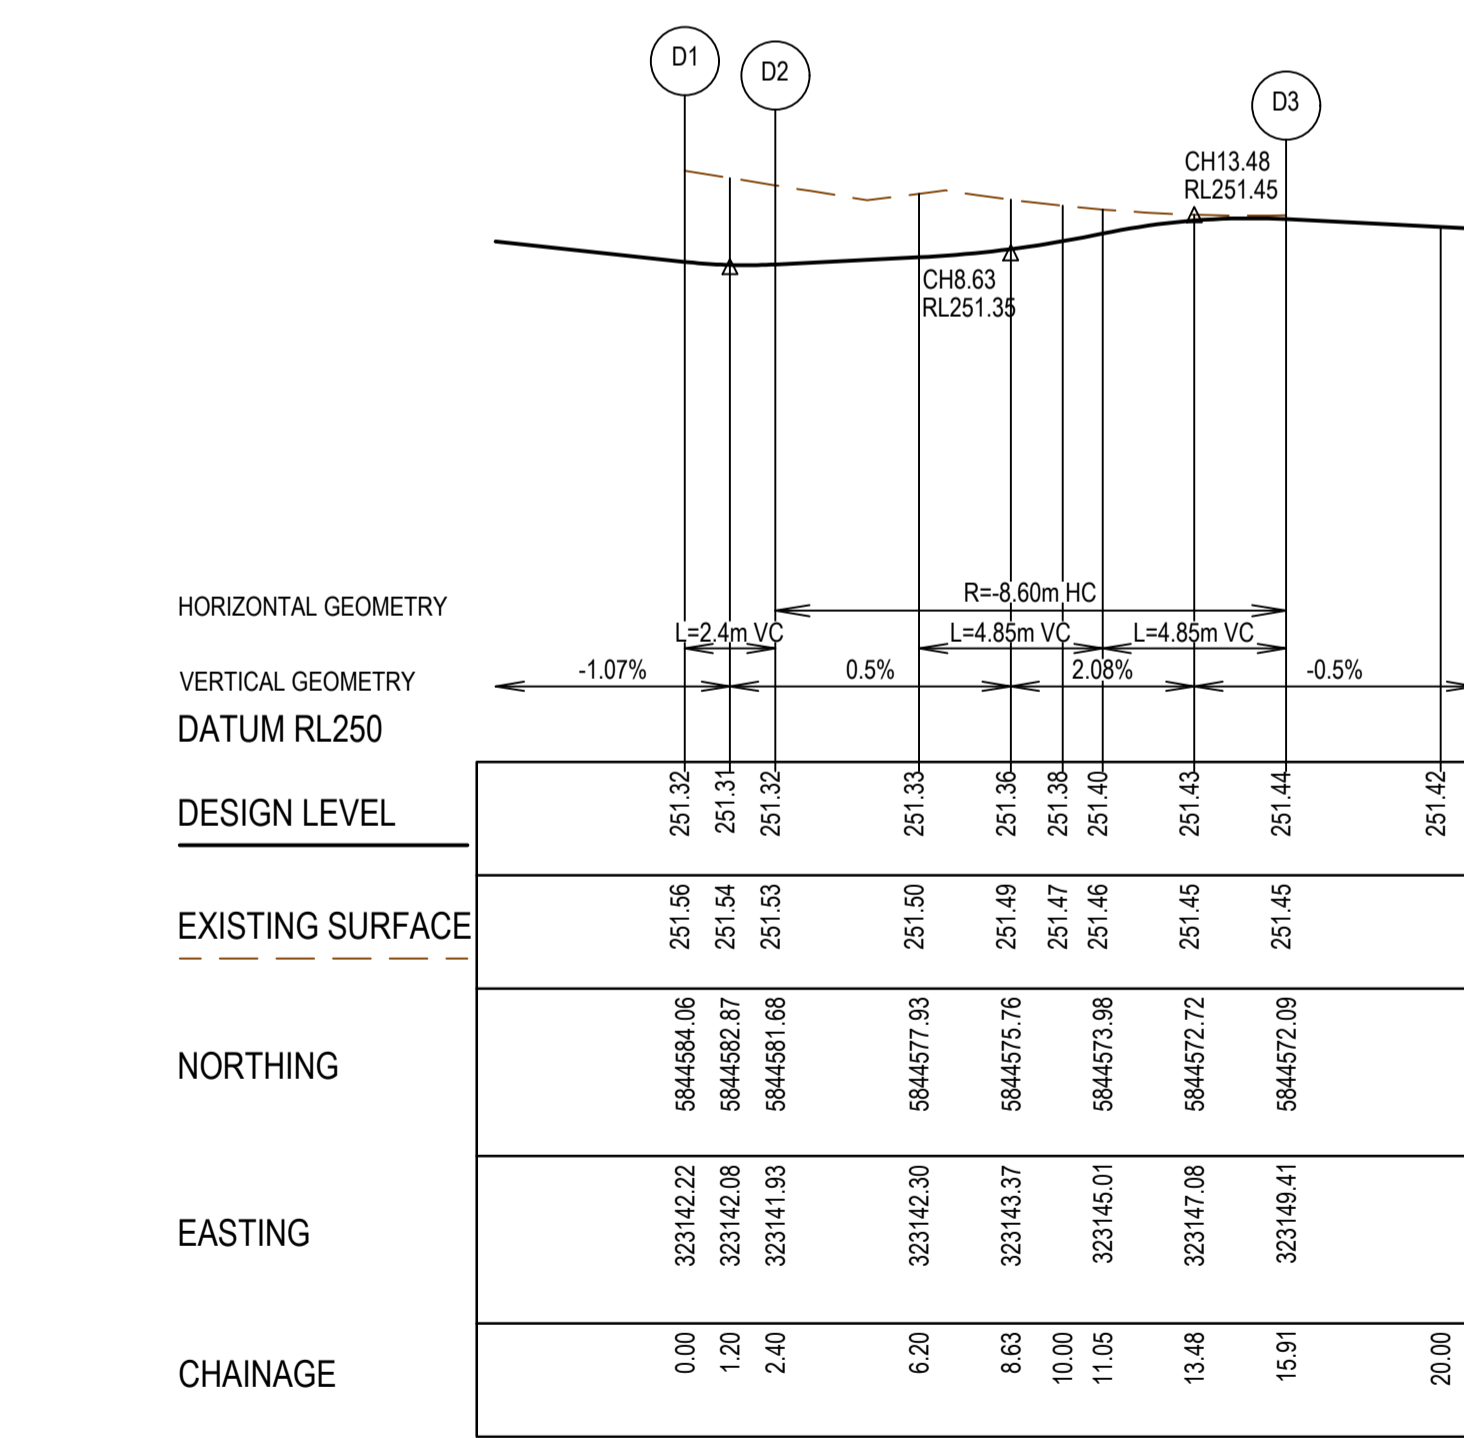 D1
D2
D3
CH13.48
RL251.45
CH8.63
RL251.35
HORIZONTAL GEOMETRY
R=-8.60m HC
L=2.4m VC
L=4.85m VC
L=4.85m VC
VERTICAL GEOMETRY
-1.07%
0.5%
2.08%
-0.5%
DATUM RL250
DESIGN LEVEL
251.32
251.31
251.32
251.33
251.36
251.38
251.40
251.43
251.44
251.42
EXISTING SURFACE
251.56
251.54
251.53
251.50
251.49
251.47
251.46
251.45
251.45
NORTHING
5844584.06
5844582.87
5844581.68
5844577.93
5844575.76
5844573.98
5844572.72
5844572.09
EASTING
323142.22
323142.08
323141.93
323142.30
323143.37
323145.01
323147.08
323149.41
CHAINAGE
0.00
1.20
2.40
6.20
8.63
10.00
11.05
13.48
15.91
20.00